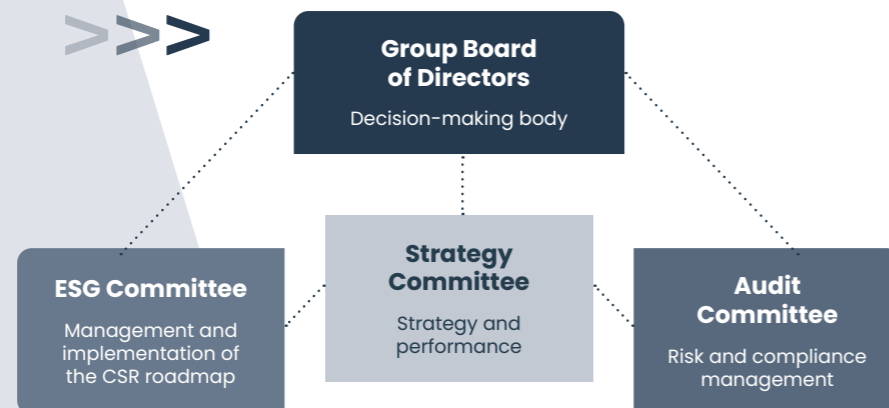 >>>
Group Board
of Directors
Decision-making body
Strategy
Committee
Strategy and
performance
ESG Committee
Management and
implementation of
the CSR roadmap
Audit
Committee
Risk and compliance
management